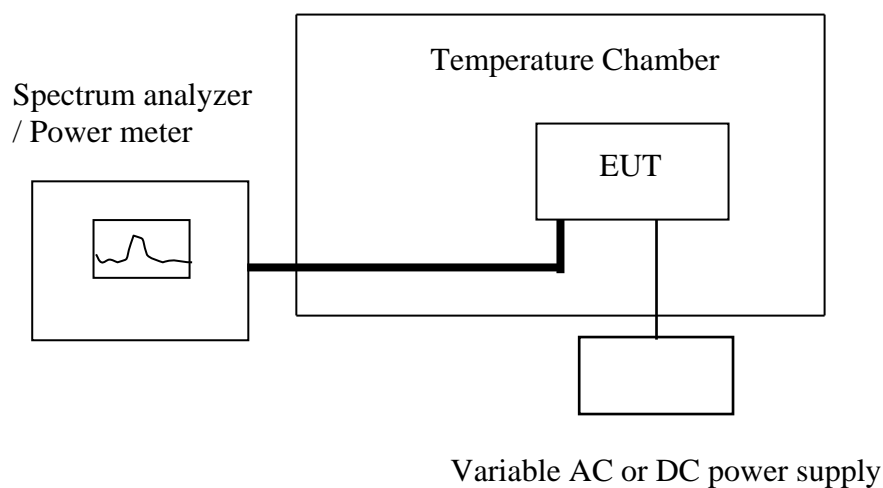 Temperature Chamber
Spectrum analyzer
/ Power meter
EUT
Variable AC or DC power supply